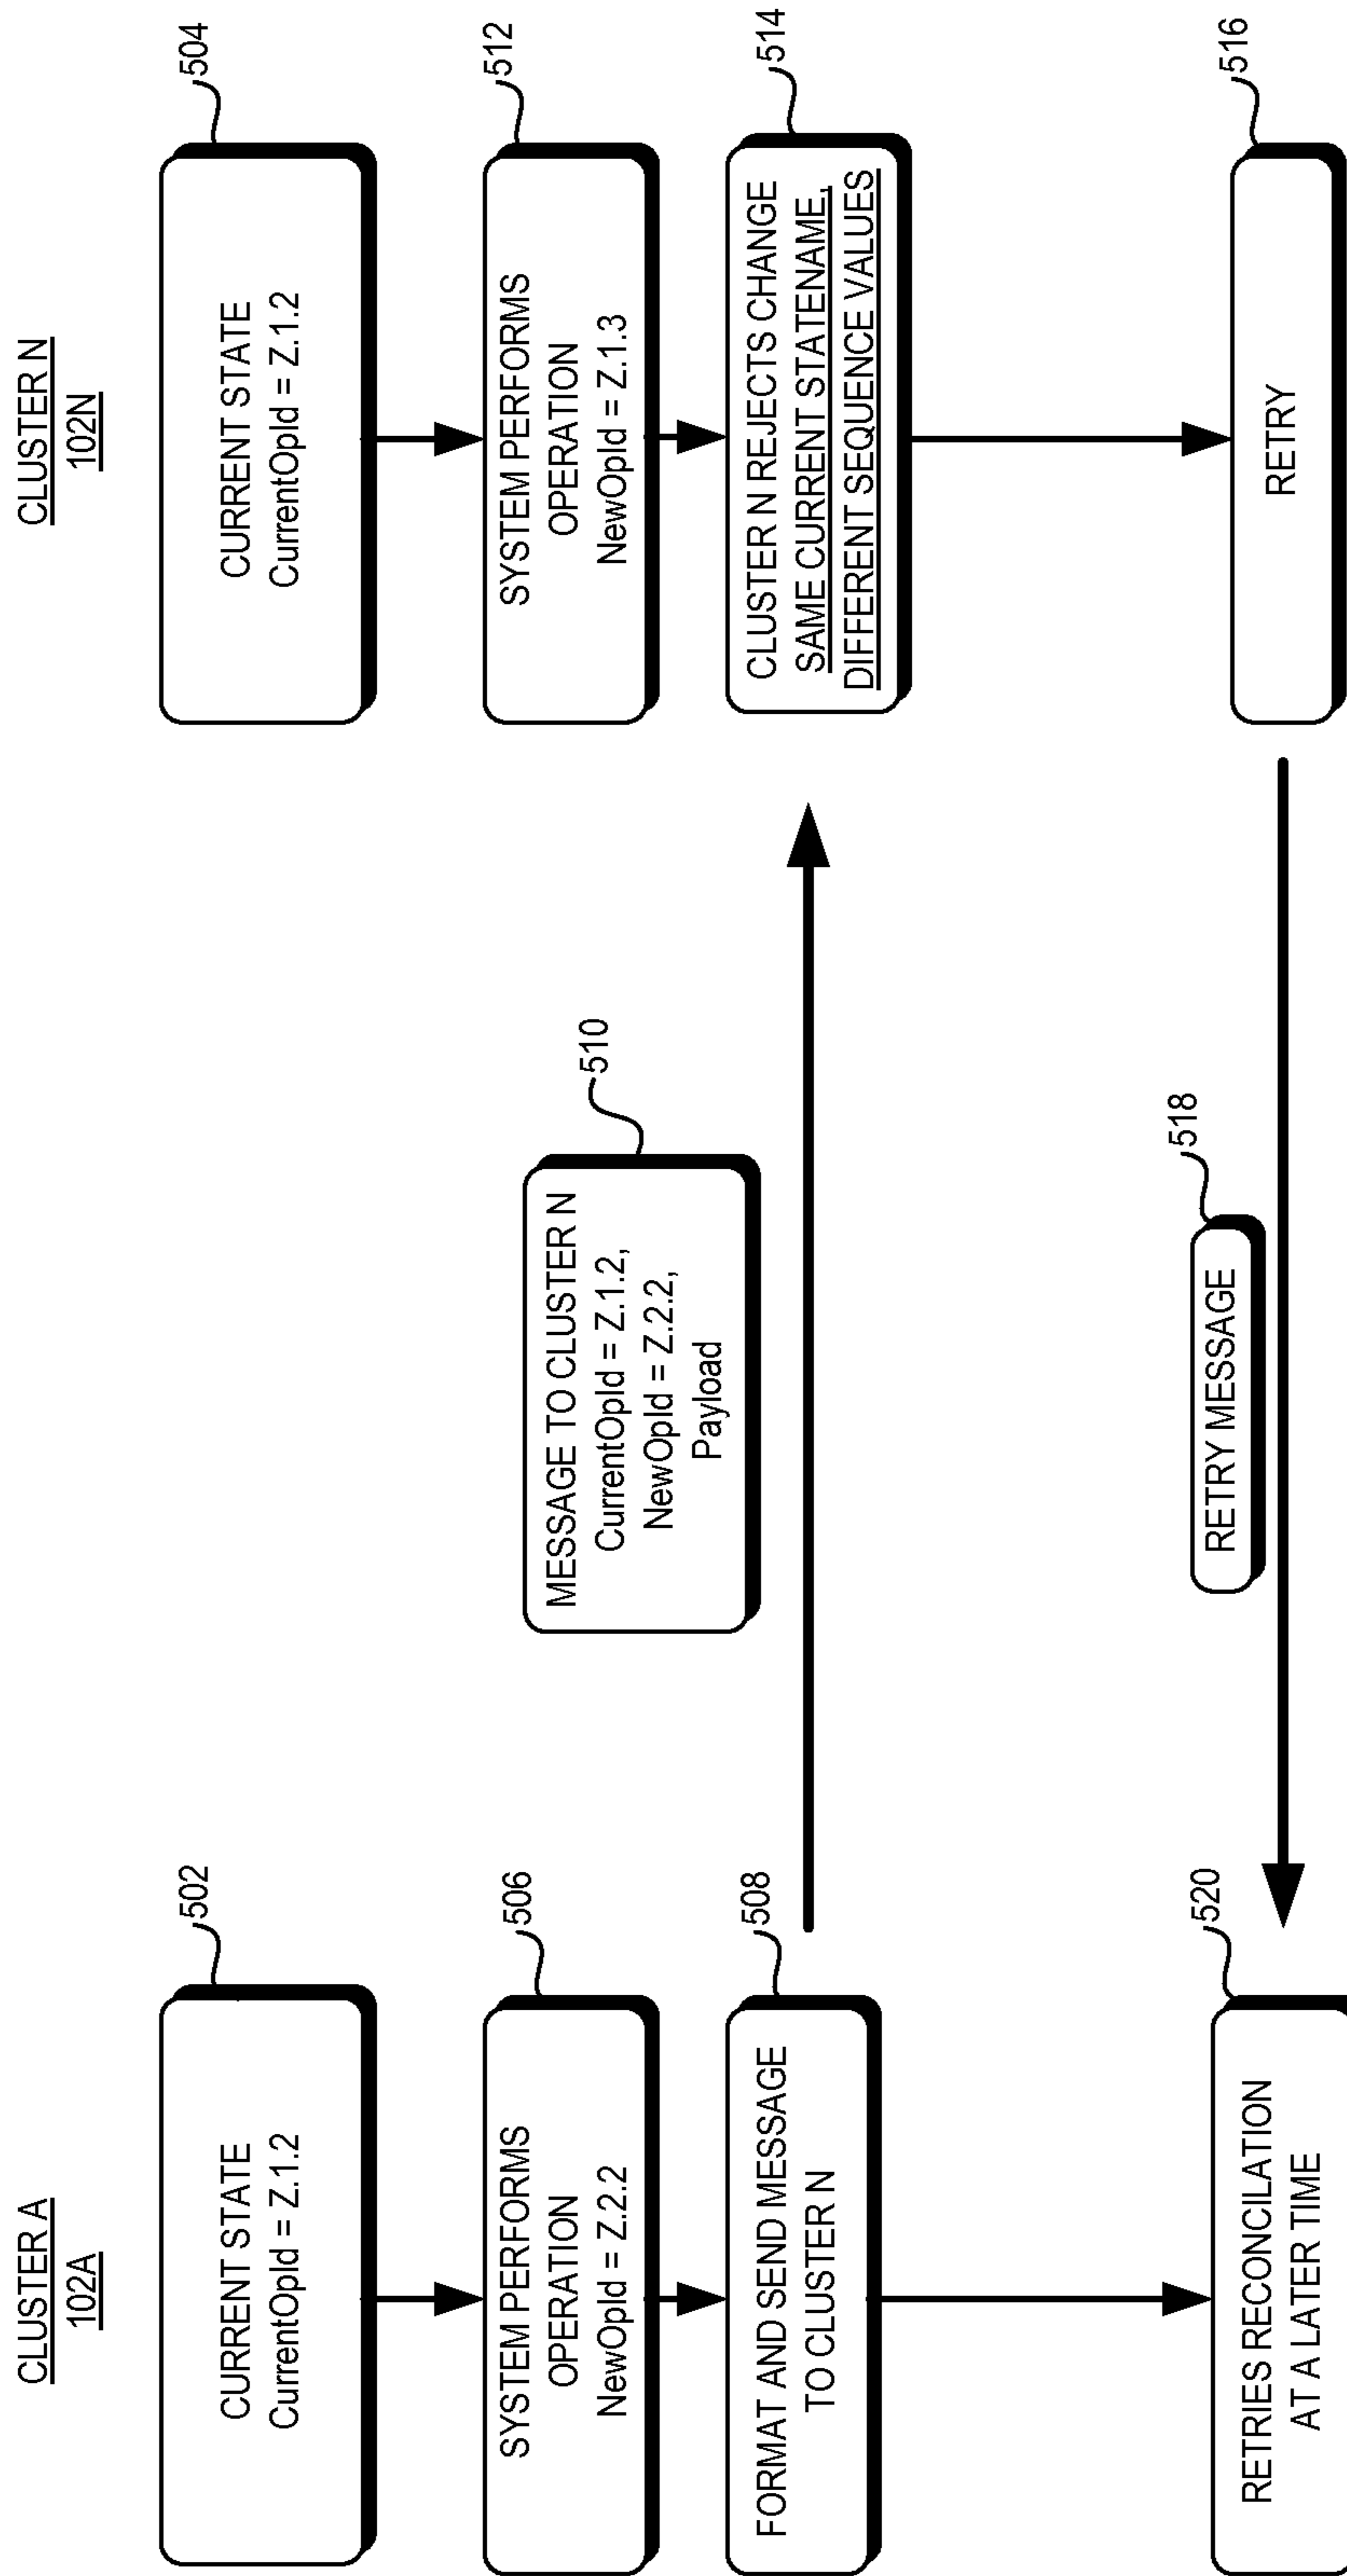 CLUSTER A
102A
502
CURRENT STATE
CurrentOpId = Z.1.2
506
SYSTEM PERFORMS
OPERATION
NewOpId = Z.2.2
508
FORMAT AND SEND MESSAGE
TO CLUSTER N
520
RETRIES RECONCILATION
AT A LATER TIME
510
MESSAGE TO CLUSTER N
CurrentOpId = Z.1.2,
NewOpId = Z.2.2,
Payload
518
RETRY MESSAGE
CLUSTER N
102N
504
CURRENT STATE
CurrentOpId = Z.1.2
512
SYSTEM PERFORMS
OPERATION
NewOpId = Z.1.3
514
CLUSTER N REJECTS CHANGE
SAME CURRENT STATENAME,
DIFFERENT SEQUENCE VALUES
516
RETRY